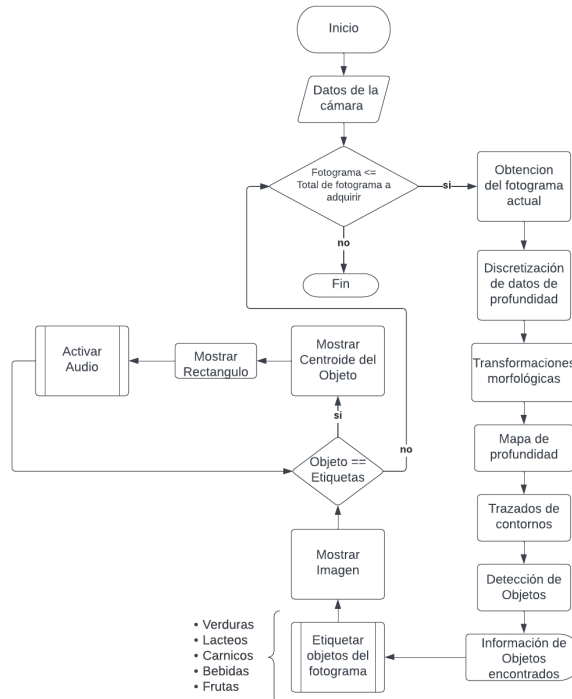 Inicio
Datos de la
cámara
Fotograma <=
Total de fotograma a
adquirir
si
no
Fin
Obtencion
del fotograma
actual
Discretización
de datos de
profundidad
Transformaciones
morfológicas
Mapa de
profundidad
Trazados de
contornos
Detección de
Objetos
Información de
Objetos
encontrados
Etiquetar
objetos del
fotograma
• Verduras
• Lacteos
• Carnicos
• Bebidas
• Frutas
Mostrar
Imagen
Objeto ==
Etiquetas
si
no
Mostrar
Centroide del
Objeto
Mostrar
Rectangulo
Activar
Audio